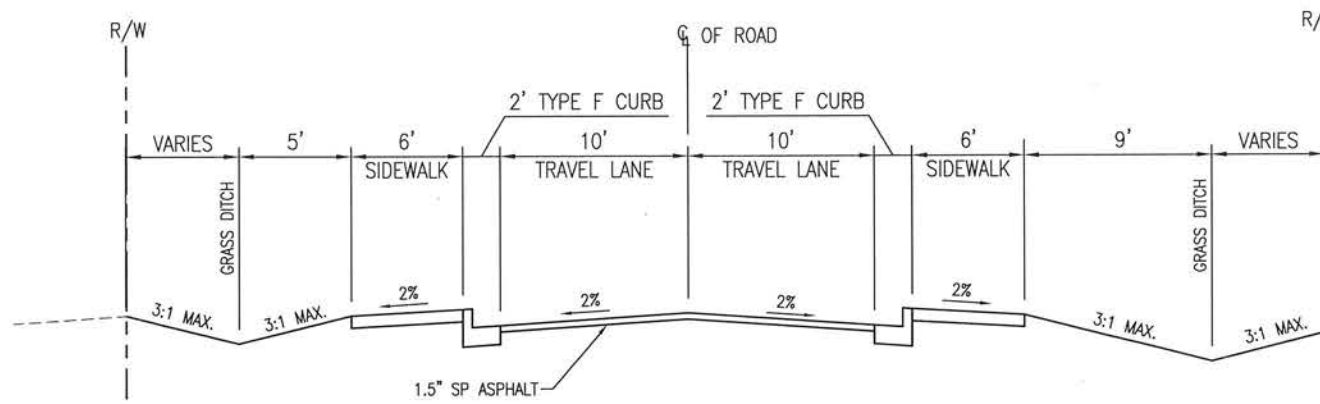 R/W
℄ OF ROAD
R/
2' TYPE F CURB
2' TYPE F CURB
VARIES
5'
6'
SIDEWALK
10'
TRAVEL LANE
10'
TRAVEL LANE
6'
SIDEWALK
9'
VARIES
GRASS DITCH
GRASS DITCH
3:1 MAX.
3:1 MAX.
2%
2%
2%
2%
3:1 MAX.
3:1 MAX.
1.5" SP ASPHALT